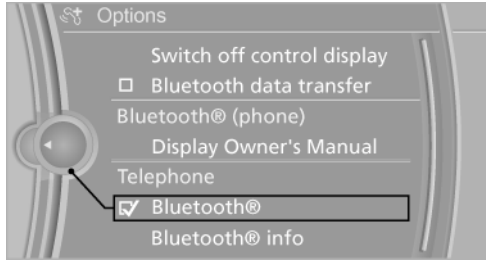 Options
Switch off control display
Bluetooth data transfer
Bluetooth® (phone)
Display Owner's Manual
Telephone
Bluetooth®
Bluetooth® info